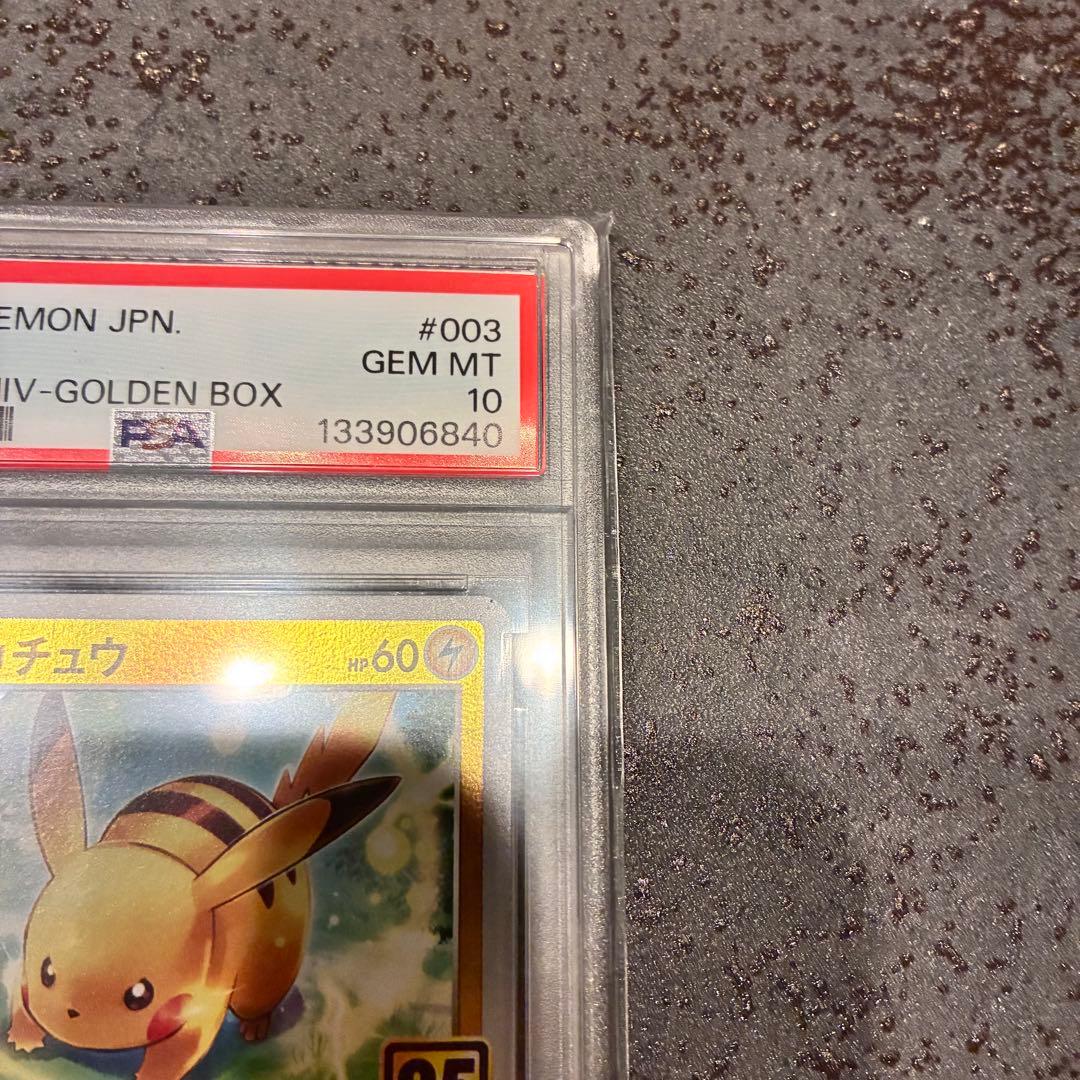 EMON JPN.
#003
GEM MT
IV-GOLDEN BOX
10
PSA
133906840
チュウ
HP60